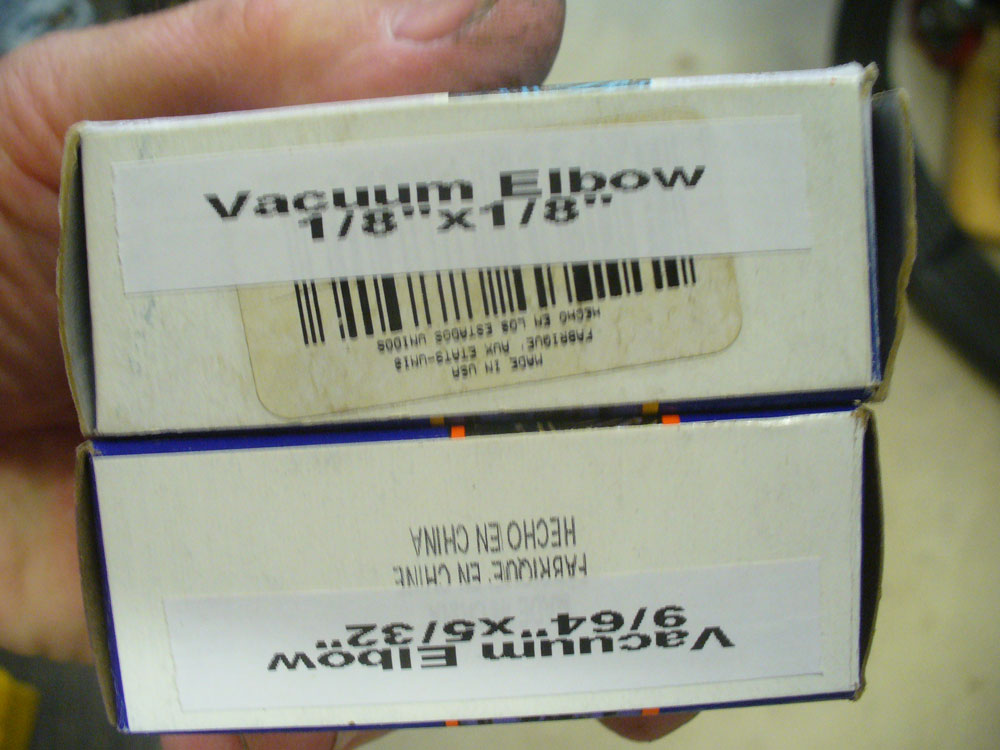 Vacuum Elbow
1/8"x1/8"
MADE IN USA
FABRIQUE' AUX ETATS-UNIS
HECHO EN LOS ESTADOS UNIDOS
Vacuum Elbow
9/64"x5/32"
FABRIQUE' EN CHINE
HECHO EN CHINA